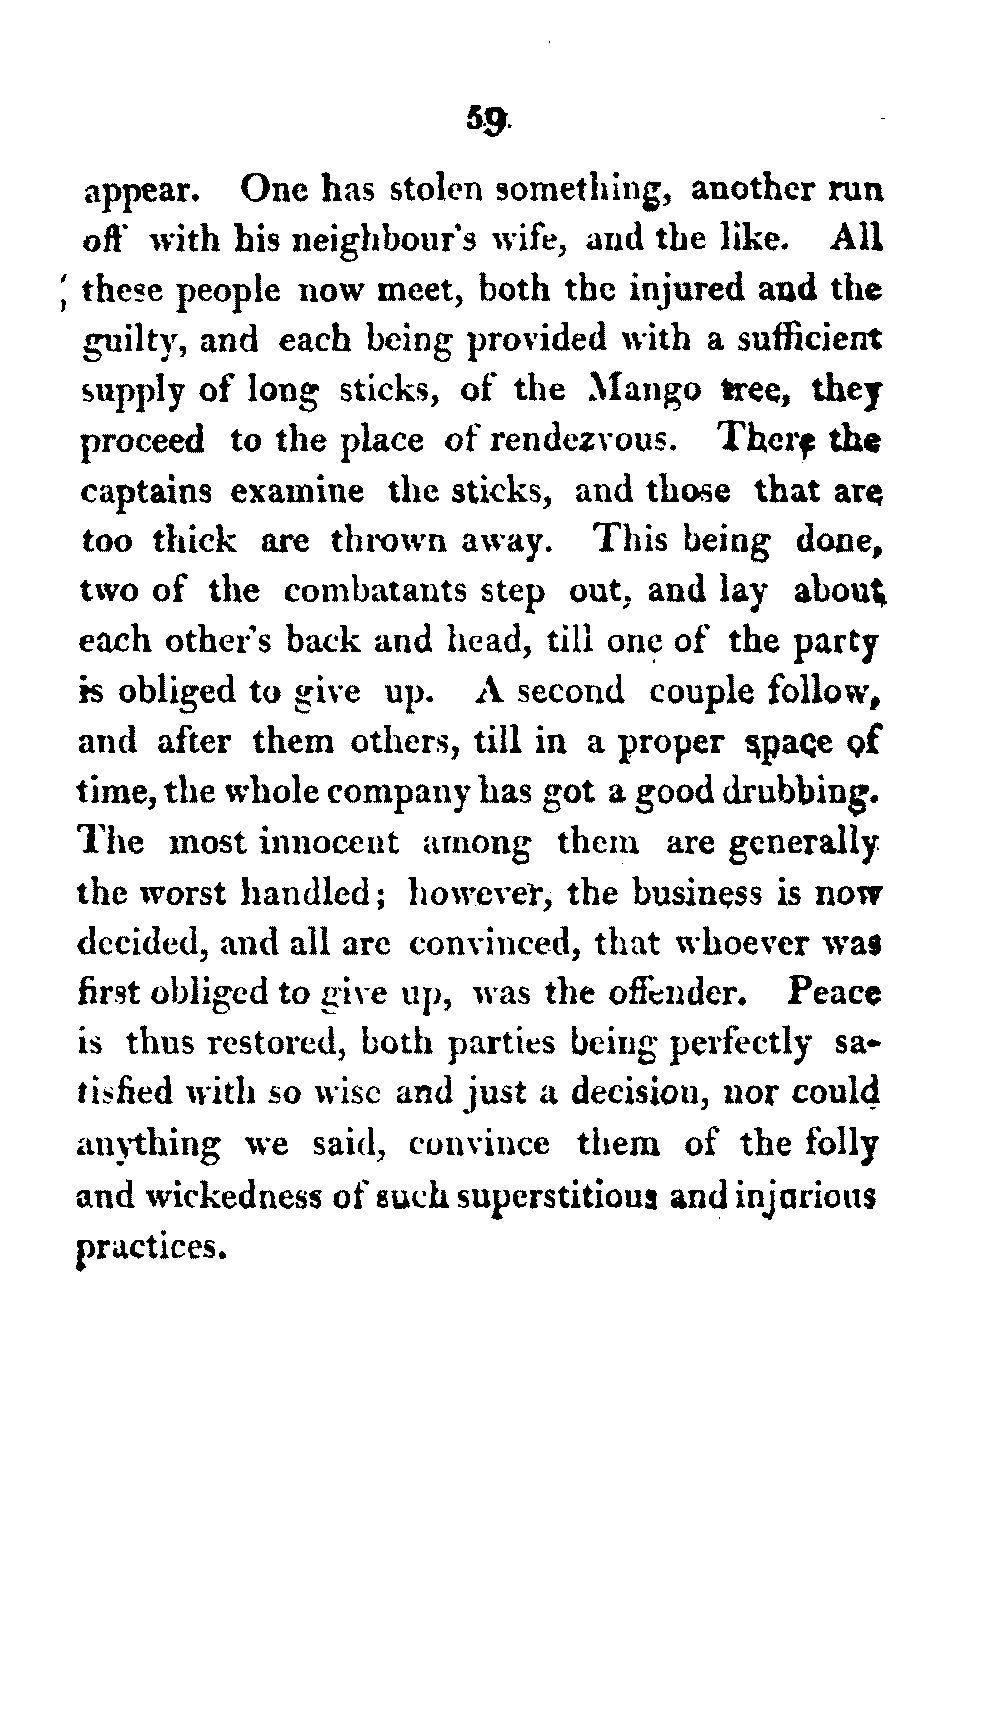 59
appear. One has stolen something, another run
off with his neighbour's wife, and the like. All
these people now meet, both the injured and the
guilty, and each being provided with a sufficient
supply of long sticks, of the Mango tree, they
proceed to the place of rendezvous. There the
captains examine the sticks, and those that are
too thick are thrown away. This being done,
two of the combatants step out, and lay about
each other's back and head, till one of the party
is obliged to give up. A second couple follow,
and after them others, till in a proper space of
time, the whole company has got a good drubbing.
The most innocent among them are generally
the worst handled; however, the business is now
decided, and all are convinced, that whoever was
first obliged to give up, was the offender. Peace
is thus restored, both parties being perfectly sa-
tisfied with so wise and just a decision, nor could
anything we said, convince them of the folly
and wickedness of such superstitious and injurious
practices.